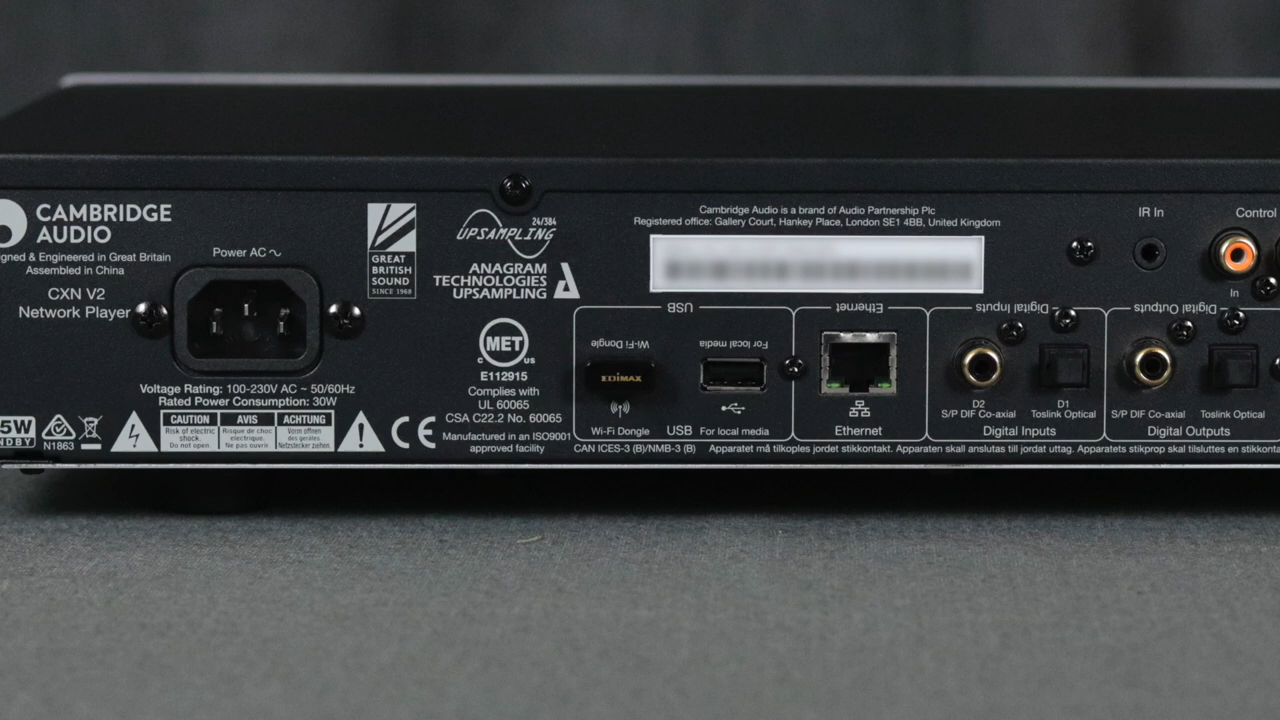 CAMBRIDGE
AUDIO
gned & Engineered in Great Britain
Assembled in China
CXN V2
Network Player
Power AC
Voltage Rating: 100-230V AC ~ 50/60Hz
Rated Power Consumption: 30W
5W
NDBY
N1863
CAUTION
Risk of electric
shock.
Do not open
AVIS
Risque de choc
electrique.
Ne pas ouvrir
ACHTUNG
Vorm öffnen
des gerätes.
Netzstecker ziehen
CE
GREAT
BRITISH
SOUND
SINCE 1968
24/384
UPSAMPLING
ANAGRAM
TECHNOLOGIES
UPSAMPLING
MET
C US
E112915
Complies with
UL 60065
CSA C22.2 No. 60065
Manufactured in an ISO9001
approved facility
Cambridge Audio is a brand of Audio Partnership Plc
Registered office: Gallery Court, Hankey Place, London SE1 4BB, United Kingdom
USB
Wi-Fi Dongle
For local media
EDIMAX
Wi-Fi Dongle
USB
For local media
Ethernet
Ethernet
Digital Inputs
D2
S/P DIF Co-axial
D1
Toslink Optical
Digital Inputs
Digital Outputs
S/P DIF Co-axial
Toslink Optical
Digital Outputs
IR In
Control
In
CAN ICES-3 (B)/NMB-3 (B)
Apparatet må tilkoples jordet stikkontakt. Apparaten skall anslutas till jordat uttag. Apparatets stikprop skal tilsluttes en stikkonta